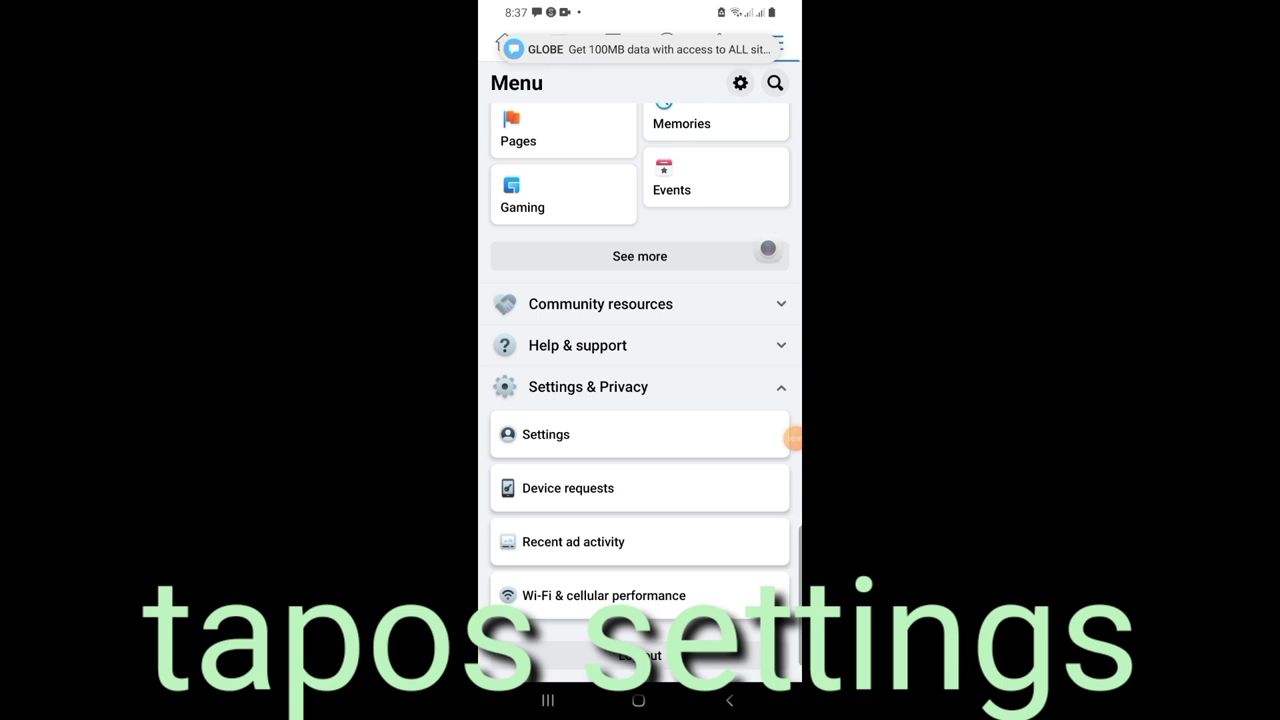 8:37
GLOBE Get 100MB data with access to ALL sit...
Menu
Pages
Memories
Gaming
Events
See more
Community resources
Help & support
Settings & Privacy
Settings
Device requests
Recent ad activity
Wi-Fi & cellular performance
tapos settings